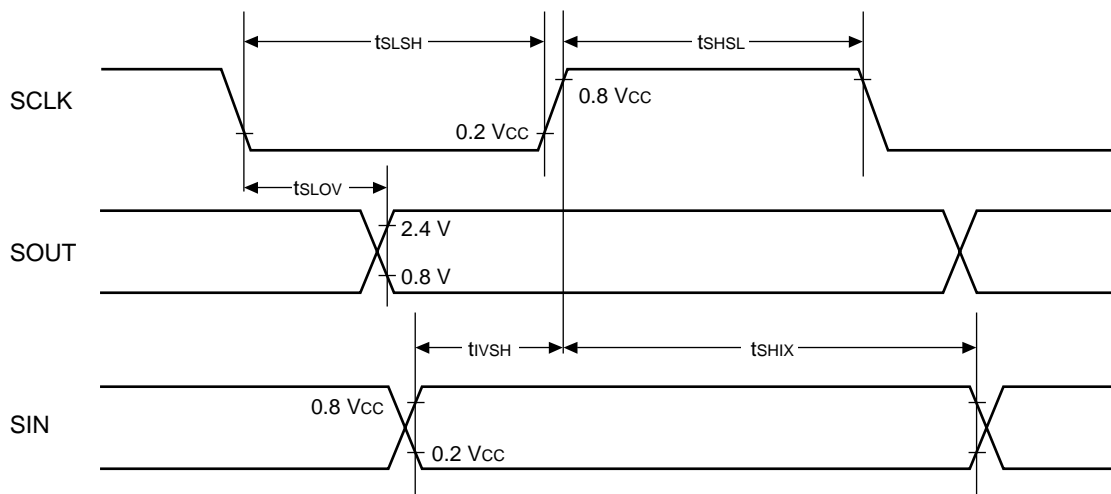 tSLSH
tSHSL
SCLK
0.8 VCC
0.2 VCC
tSLOV
2.4 V
SOUT
0.8 V
tIVSH
tSHIX
0.8 VCC
SIN
0.2 VCC